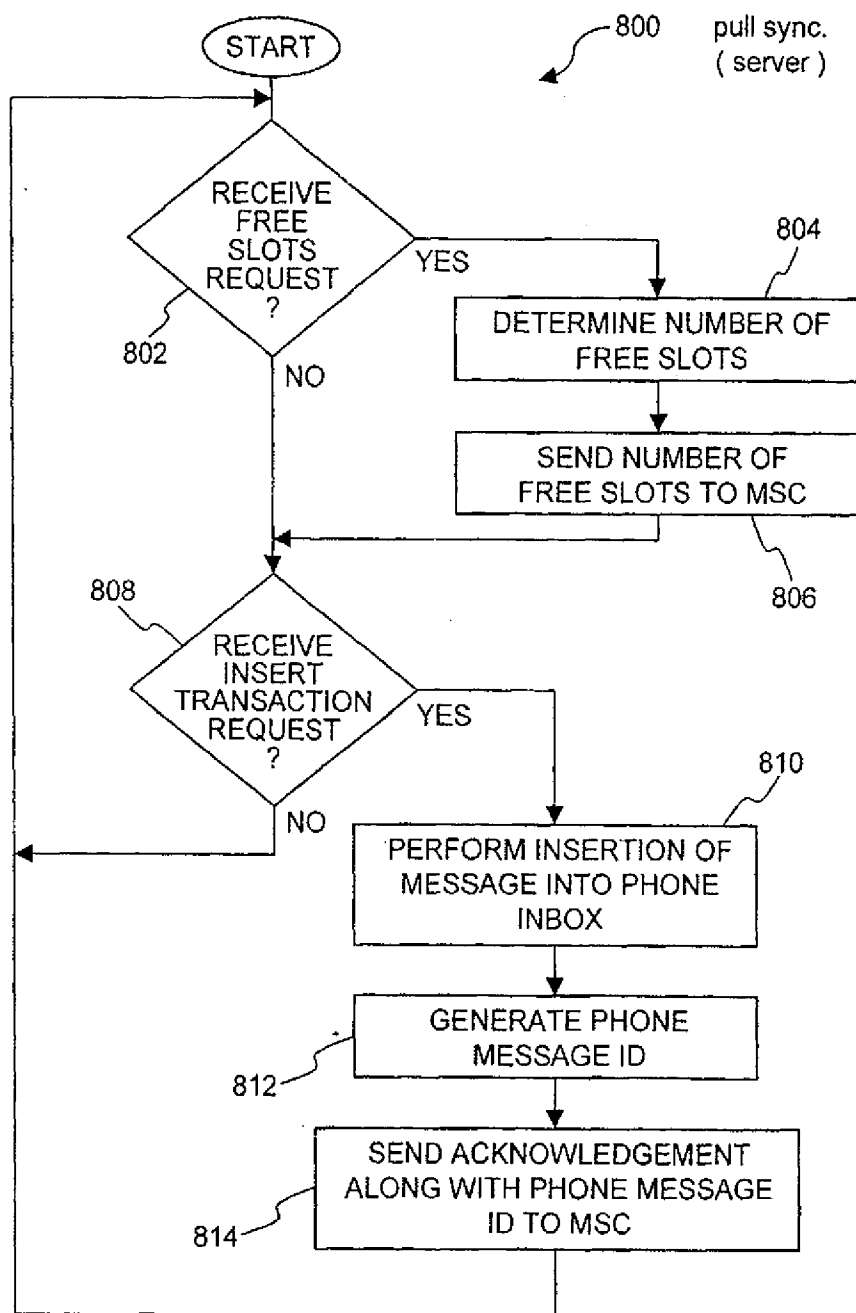 START
800
pull sync.
( server )
RECEIVE
FREE
SLOTS
REQUEST
?
802
YES
NO
804
DETERMINE NUMBER OF
FREE SLOTS
SEND NUMBER OF
FREE SLOTS TO MSC
806
808
RECEIVE
INSERT
TRANSACTION
REQUEST
?
YES
NO
810
PERFORM INSERTION OF
MESSAGE INTO PHONE
INBOX
GENERATE PHONE
MESSAGE ID
812
SEND ACKNOWLEDGEMENT
ALONG WITH PHONE MESSAGE
ID TO MSC
814